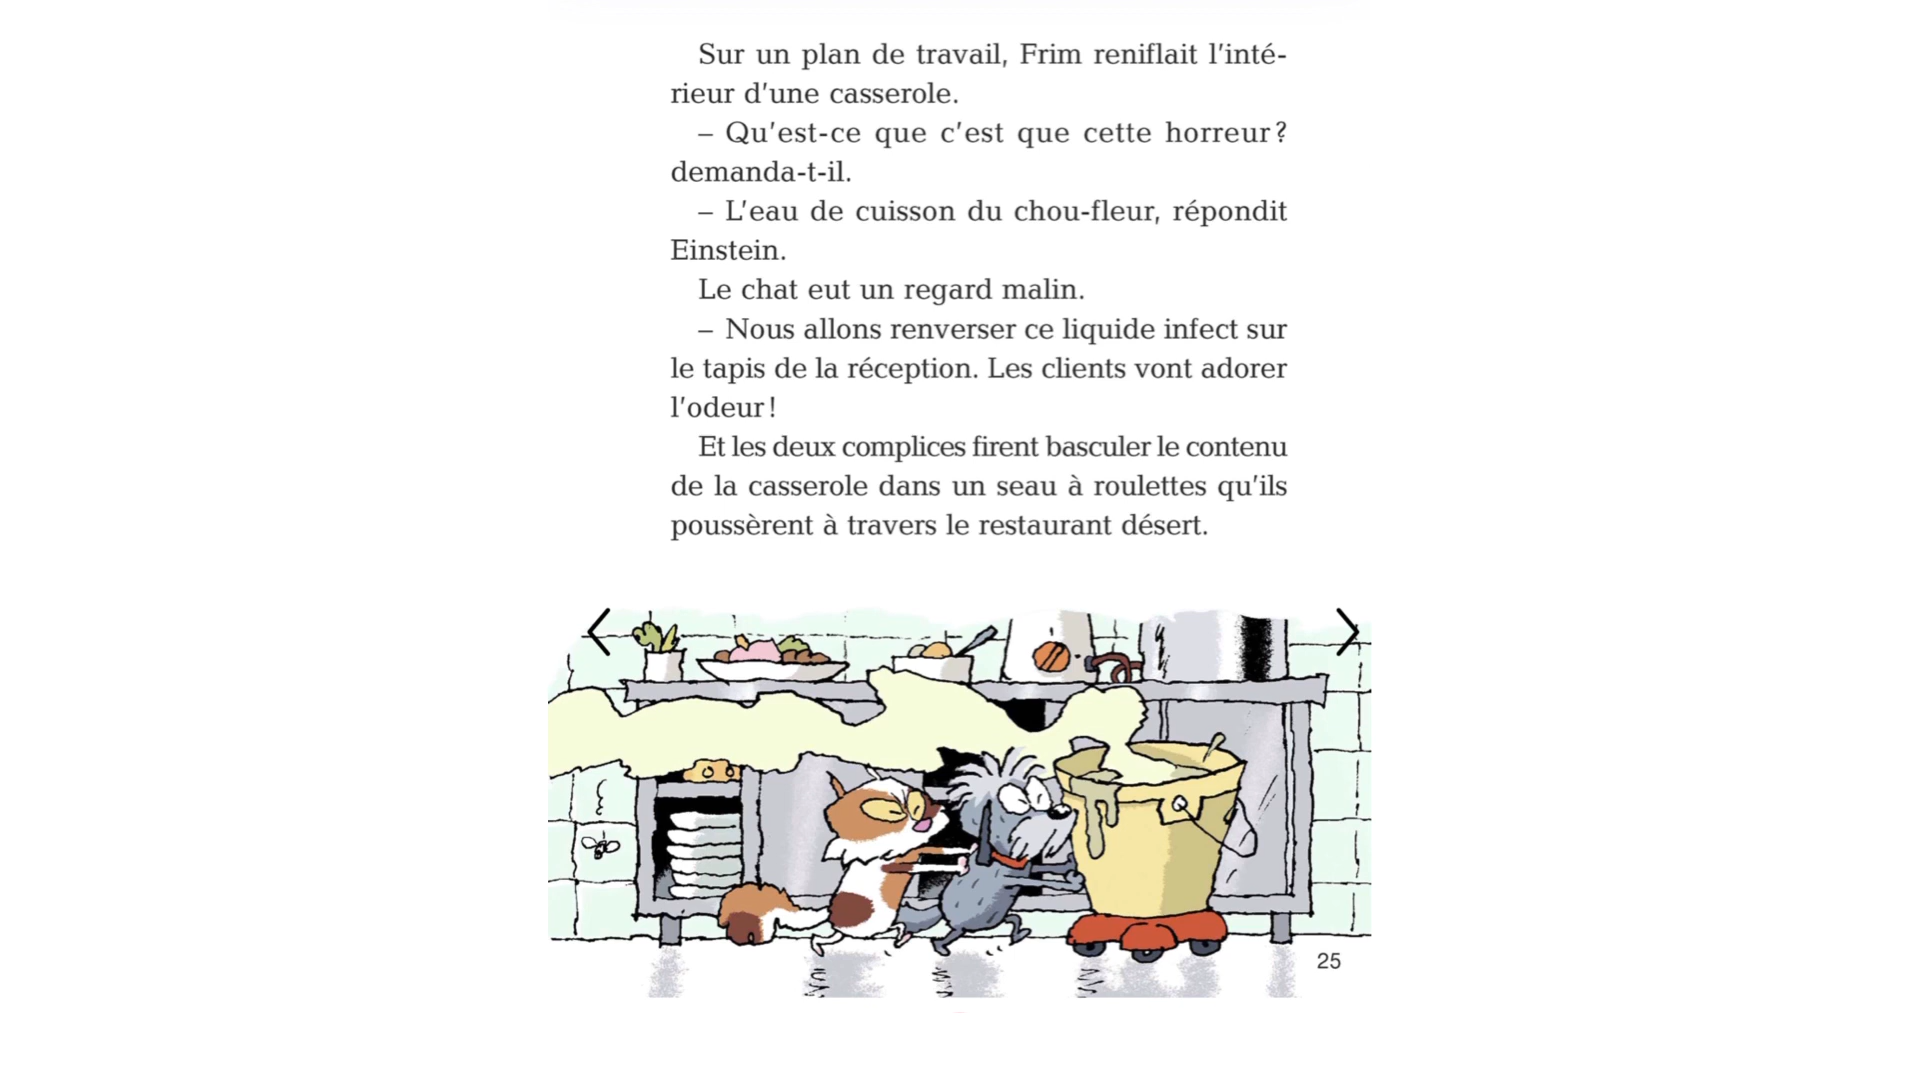 Sur un plan de travail, Frim reniflait l’inté-
rieur d’une casserole.
– Qu’est-ce que c’est que cette horreur ?
demanda-t-il.
– L’eau de cuisson du chou-fleur, répondit
Einstein.
Le chat eut un regard malin.
– Nous allons renverser ce liquide infect sur
le tapis de la réception. Les clients vont adorer
l’odeur !
Et les deux complices firent basculer le contenu
de la casserole dans un seau à roulettes qu’ils
poussèrent à travers le restaurant désert.
25